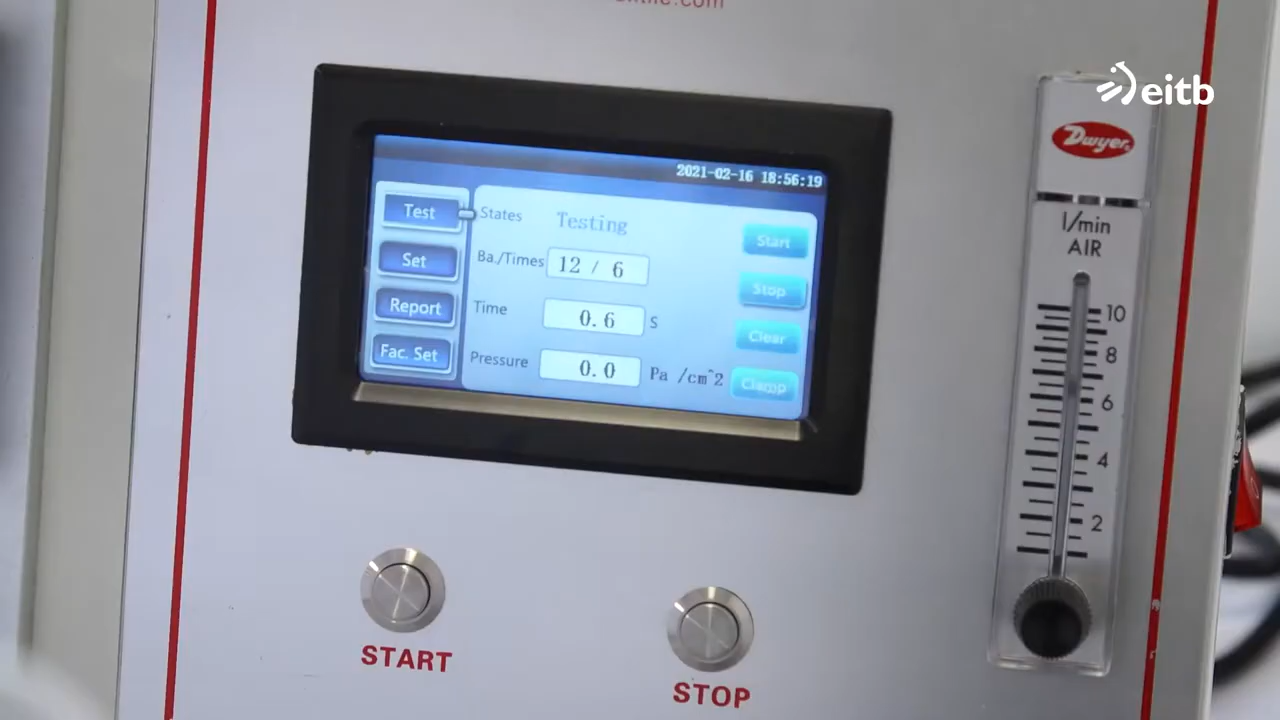 eitb
Dwyer
2021-02-16 18:56:19
Test
States
Testing
Start
Set
Ba./Times
12 / 6
Stop
Report
Time
0.6
S
Clear
Fac. Set
Pressure
0.0
Pa /cm^2
Clamp
l/min
AIR
10
8
6
4
2
START
STOP